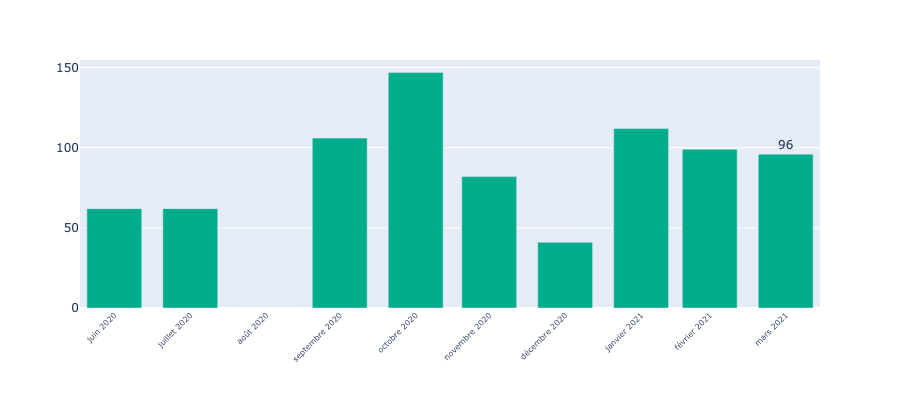 150
100
50
0
96
juin 2020
juillet 2020
août 2020
septembre 2020
octobre 2020
novembre 2020
décembre 2020
janvier 2021
février 2021
mars 2021